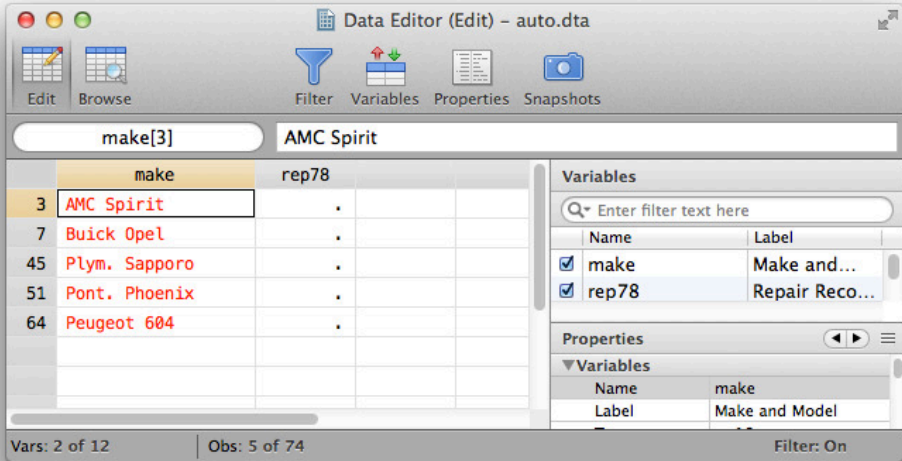 Data Editor (Edit) – auto.dta
Edit Browse Filter Variables Properties Snapshots
make[3] AMC Spirit
make rep78
3 AMC Spirit .
7 Buick Opel .
45 Plym. Sapporo .
51 Pont. Phoenix .
64 Peugeot 604 .
Variables
Enter filter text here
Name Label
make Make and...
rep78 Repair Reco...
Properties
Variables
Name make
Label Make and Model
Vars: 2 of 12 Obs: 5 of 74 Filter: On